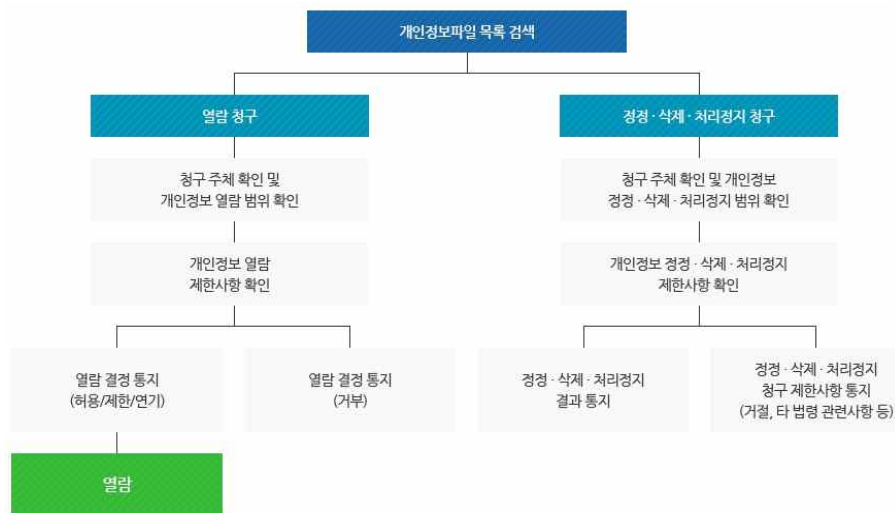 개인정보파일 목록 검색
열람 청구
정정 · 삭제 · 처리정지 청구
청구 주체 확인 및
개인정보 열람 범위 확인
청구 주체 확인 및 개인정보
정정 · 삭제 · 처리정지 범위 확인
개인정보 열람
제한사항 확인
개인정보 정정 · 삭제 · 처리정지
제한사항 확인
열람 결정 통지
(허용/제한/연기)
열람 결정 통지
(거부)
정정 · 삭제 · 처리정지
결과 통지
정정 · 삭제 · 처리정지
청구 제한사항 통지
(거절, 타 법령 관련사항 등)
열람